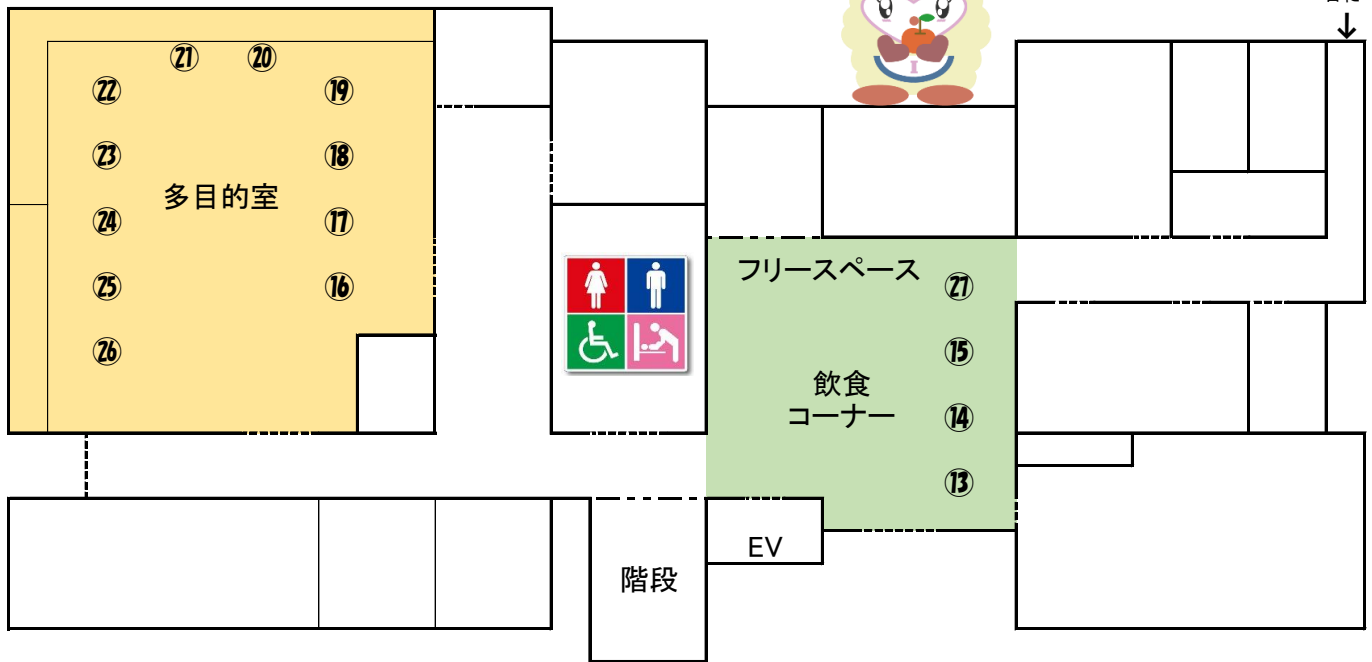 ↓
㉑ ⑳
㉒ ⑲
㉓ ⑱
多目的室
㉔ ⑰
㉕ ⑯
㉖
I
フリースペース ㉗
⑮
飲食
コーナー ⑭
⑬
EV
階段